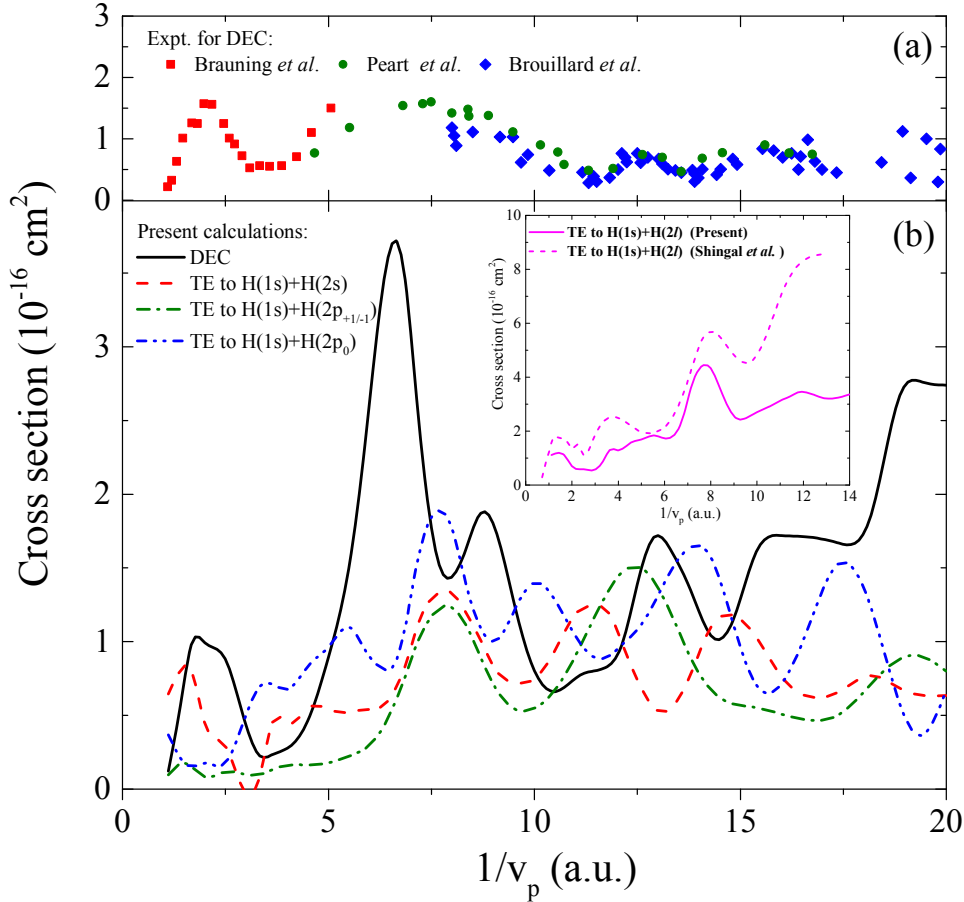 3
2
1
0
Expt. for DEC:
Brauning et al. Peart et al. Brouillard et al.
(a)
Cross section (10⁻¹⁶ cm²)
3
2
1
0
Present calculations:
DEC
TE to H(1s)+H(2s)
TE to H(1s)+H(2p+1/-1)
TE to H(1s)+H(2p₀)
(b)
10
8
6
4
2
0
Cross section (10⁻¹⁶ cm²)
TE to H(1s)+H(2l) (Present)
TE to H(1s)+H(2l) (Shingal et al. )
0 2 4 6 8 10 12 14
1/vₚ (a.u.)
0 5 10 15 20
1/vₚ (a.u.)